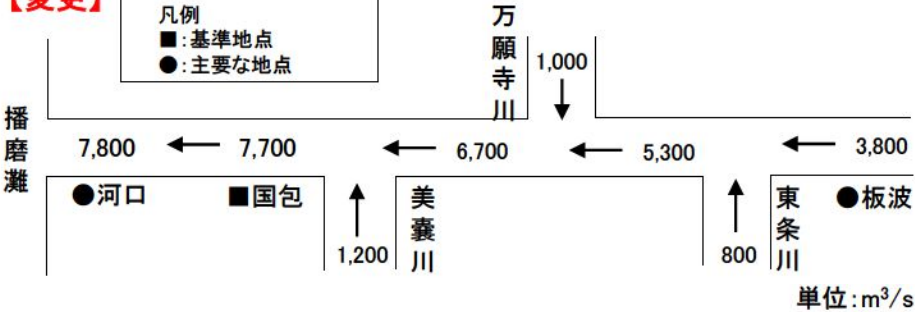 【変更】
凡例
■:基準地点
●:主要な地点
万願寺川
1,000
播磨灘
7,800 ← 7,700 ← 6,700 ← 5,300 ← 3,800
●河口 ■国包 美嚢川 東条川 ●板波
1,200 800
単位:m³/s